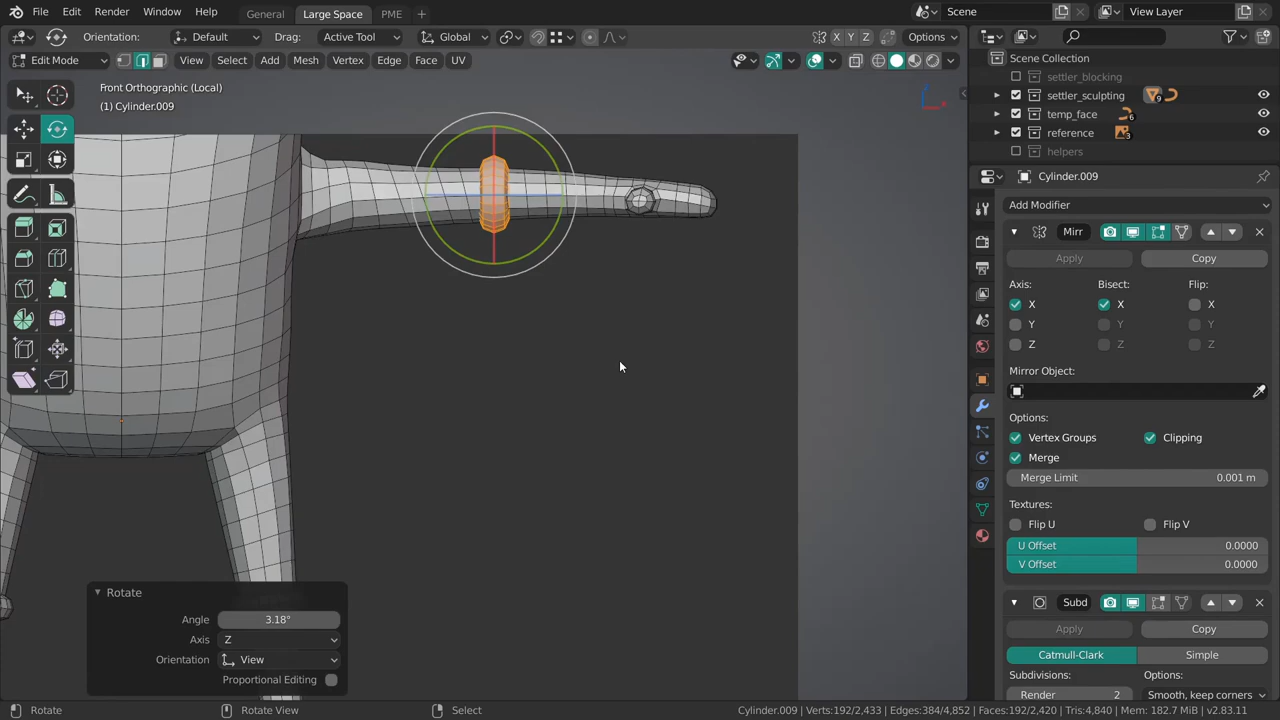 File Edit Render Window Help General Large Space PME + Scene View Layer
Orientation: Default Drag: Active Tool Global X Y Z Options
Edit Mode View Select Add Mesh Vertex Edge Face UV
Front Orthographic (Local)
(1) Cylinder.009
Scene Collection
settler_blocking
settler_sculpting 9
temp_face 6
reference 3
helpers
Cylinder.009
Add Modifier
Mirr
Apply Copy
Axis: Bisect: Flip:
X X X
Y Y Y
Z Z Z
Mirror Object:
Options:
Vertex Groups Clipping
Merge
Merge Limit 0.001 m
Textures:
Flip U Flip V
U Offset 0.0000
V Offset 0.0000
Subd
Apply Copy
Catmull-Clark Simple
Subdivisions: Options:
Render 2 Smooth, keep corners
Rotate
Angle 3.18°
Axis Z
Orientation View
Proportional Editing
Rotate Rotate View Select Cylinder.009 | Verts:192/2,433 | Edges:384/4,852 | Faces:192/2,420 | Tris:4,840 | Mem: 182.7 MiB | v2.83.11